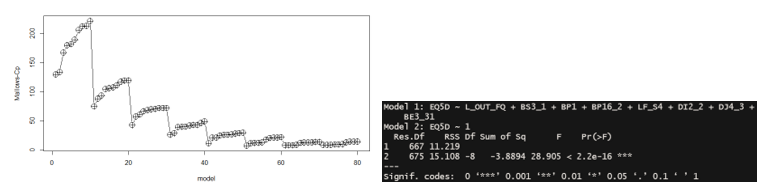 Mallows-Cp
200
150
100
50
0
0
20
40
60
80
model
Model 1: EQ5D ~ L_OUT_FQ + BS3_1 + BP1 + BP16_2 + LF_S4 + DI2_2 + DJ4_3 +
BE3_31
Model 2: EQ5D ~ 1
Res.Df RSS Df Sum of Sq F Pr(>F)
1 667 11.219
2 675 15.108 -8 -3.8894 28.905 < 2.2e-16 ***
---
Signif. codes: 0 ‘***’ 0.001 ‘**’ 0.01 ‘*’ 0.05 ‘.’ 0.1 ‘ ’ 1